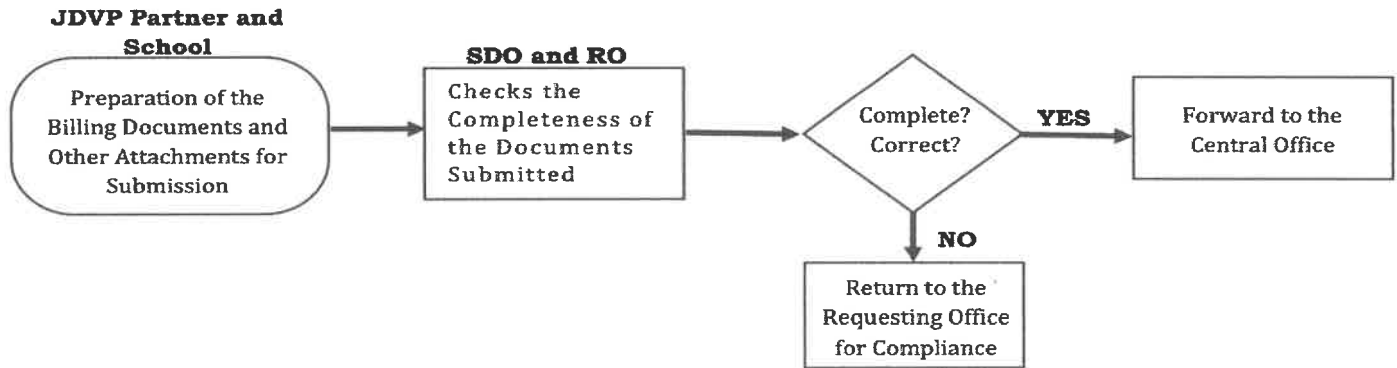 JDVP Partner and
School
Preparation of the
Billing Documents and
Other Attachments for
Submission
SDO and RO
Checks the
Completeness of
the Documents
Submitted
Complete?
Correct?
YES
Forward to the
Central Office
NO
Return to the
Requesting Office
for Compliance